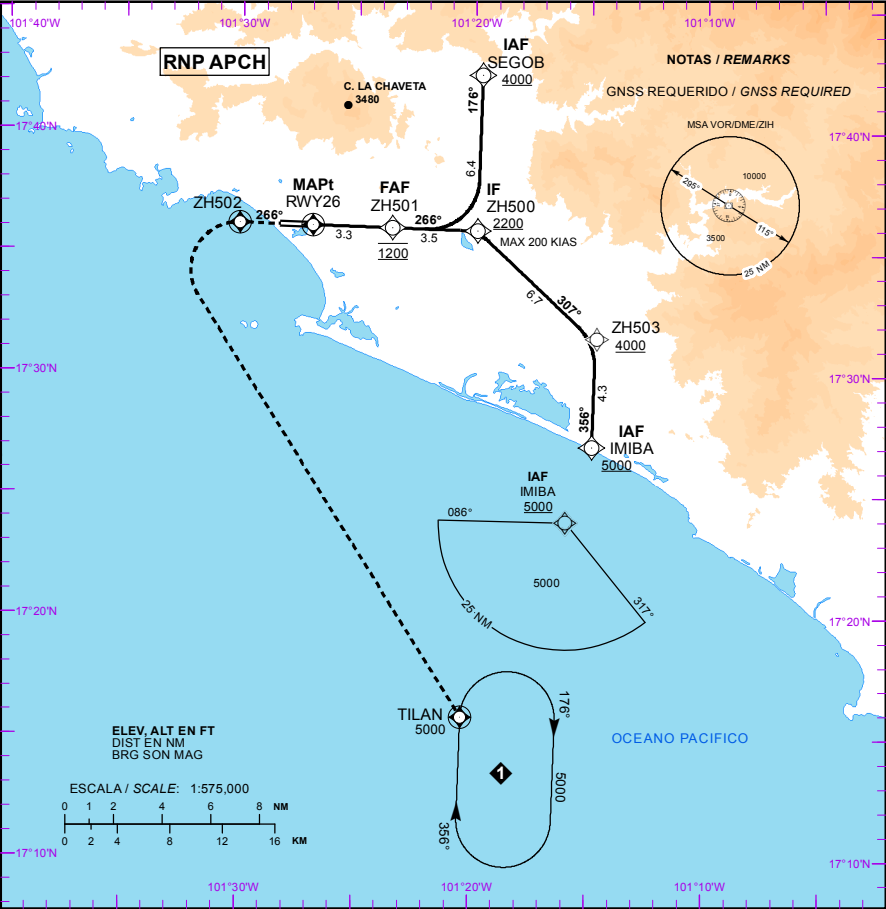 101°40'W
101°30'W
101°20'W
101°10'W
RNP APCH
IAF
SEGOB
4000
NOTAS / REMARKS
C. LA CHAVETA
3480
GNSS REQUERIDO / GNSS REQUIRED
176°
MSA VOR/DME/ZIH
17°40'N
17°40'N
10000
295°
115°
3500
25 NM
6.4
MAPt
RWY26
FAF
ZH501
IF
ZH500
2200
ZH502
266°
266°
3.3
3.5
1200
MAX 200 KIAS
6.7
307°
ZH503
4000
17°30'N
17°30'N
4.3
356°
IAF
IMIBA
5000
IAF
IMIBA
5000
086°
5000
25 NM
317°
17°20'N
17°20'N
TILAN
5000
176°
5000
356°
1
OCEANO PACIFICO
ELEV, ALT EN FT
DIST EN NM
BRG SON MAG
ESCALA / SCALE: 1:575,000
0 1 2 4 6 8 NM
0 2 4 8 12 16 KM
17°10'N
17°10'N
101°30'W
101°20'W
101°10'W